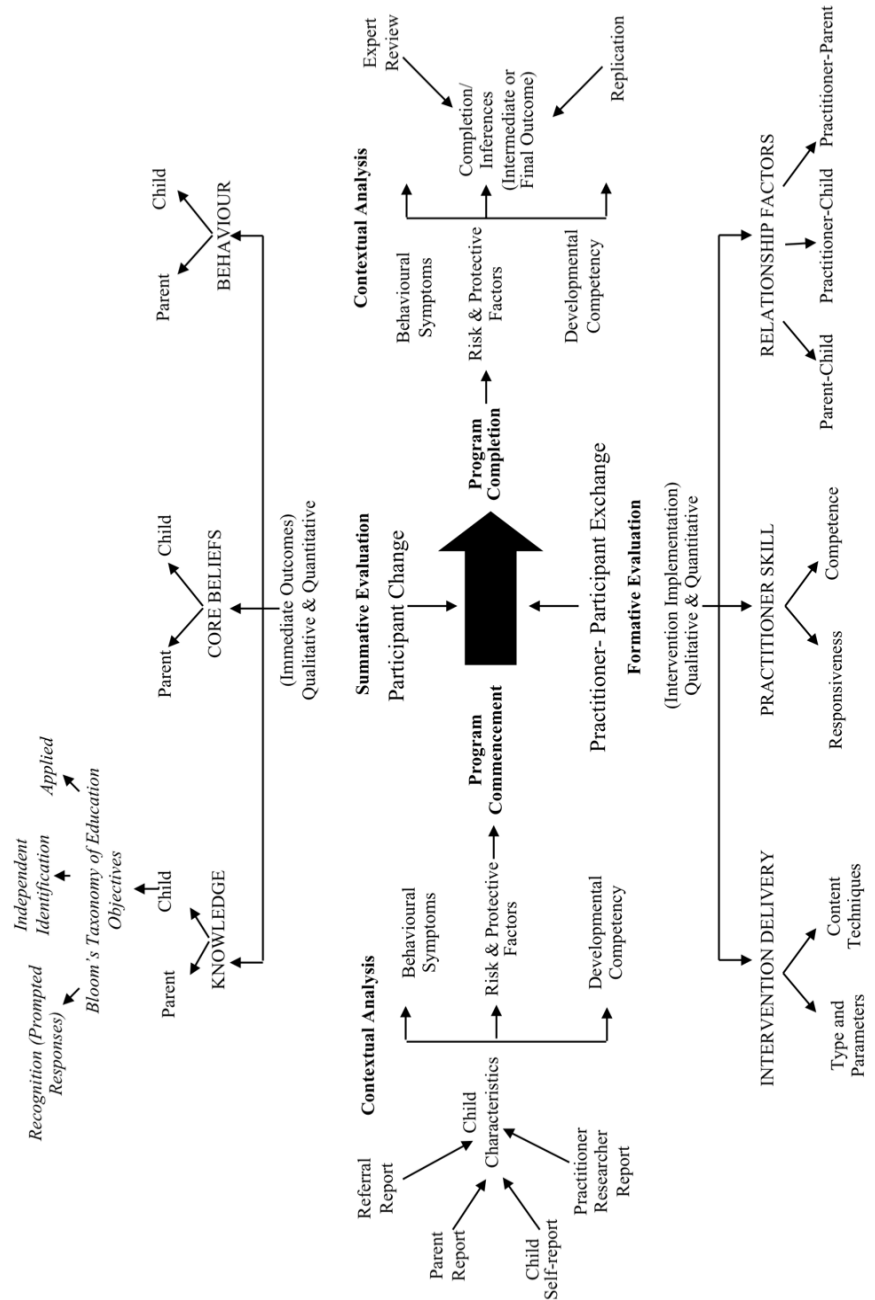 Recognition (Prompted
Responses)
Independent
Identification
Applied
Bloom's Taxonomy of Education
Objectives
Parent
Child
KNOWLEDGE
Parent
Child
CORE BELIEFS
Parent
Child
BEHAVIOUR
(Immediate Outcomes)
Qualitative & Quantitative
Contextual Analysis
Summative Evaluation
Participant Change
Contextual Analysis
Referral
Report
Parent
Report
Child
Self-report
Practitioner
Researcher
Report
Child
Characteristics
Behavioural
Symptoms
Risk & Protective
Factors
Developmental
Competency
Program
Commencement
Program
Completion
Behavioural
Symptoms
Risk & Protective
Factors
Developmental
Competency
Completion/
Inferences
(Intermediate or
Final Outcome)
Expert
Review
Replication
Practitioner- Participant Exchange
Formative Evaluation
(Intervention Implementation)
Qualitative & Quantitative
INTERVENTION DELIVERY
Type and
Parameters
Content
Techniques
PRACTITIONER SKILL
Responsiveness
Competence
RELATIONSHIP FACTORS
Parent-Child
Practitioner-Child
Practitioner-Parent